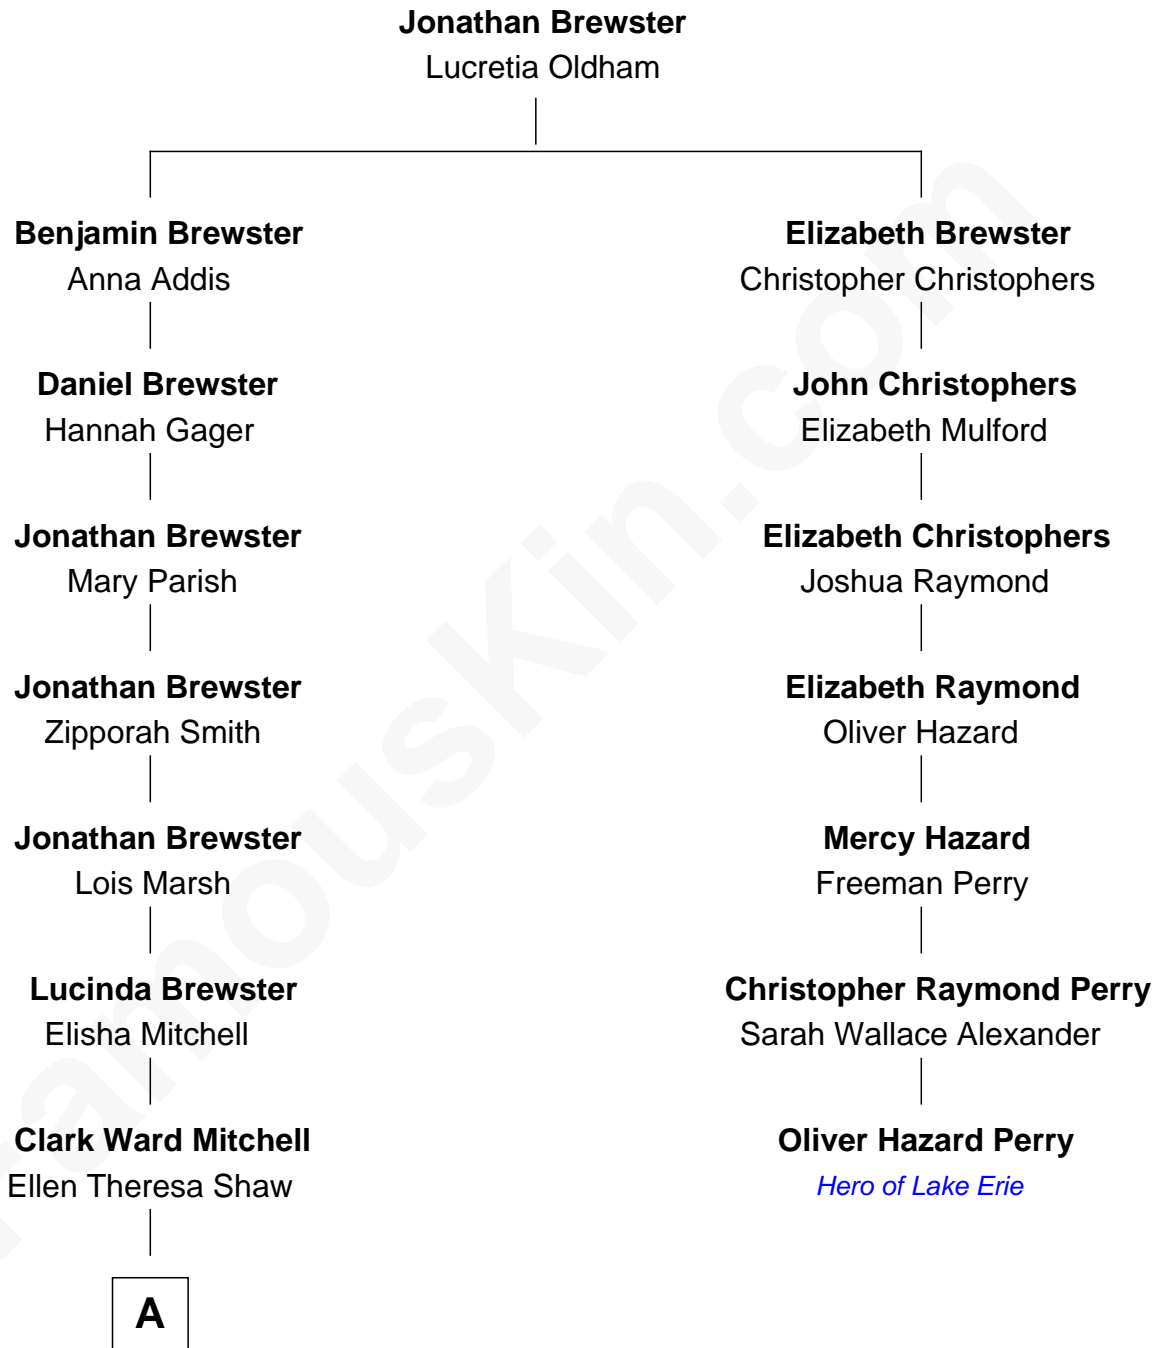 Jonathan Brewster
Lucretia Oldham
Benjamin Brewster
Anna Addis
Elizabeth Brewster
Christopher Christophers
Daniel Brewster
Hannah Gager
John Christophers
Elizabeth Mulford
Jonathan Brewster
Mary Parish
Elizabeth Christophers
Joshua Raymond
Jonathan Brewster
Zipporah Smith
Elizabeth Raymond
Oliver Hazard
Jonathan Brewster
Lois Marsh
Mercy Hazard
Freeman Perry
Lucinda Brewster
Elisha Mitchell
Christopher Raymond Perry
Sarah Wallace Alexander
Clark Ward Mitchell
Ellen Theresa Shaw
Oliver Hazard Perry
Hero of Lake Erie
A
FamousKin.com